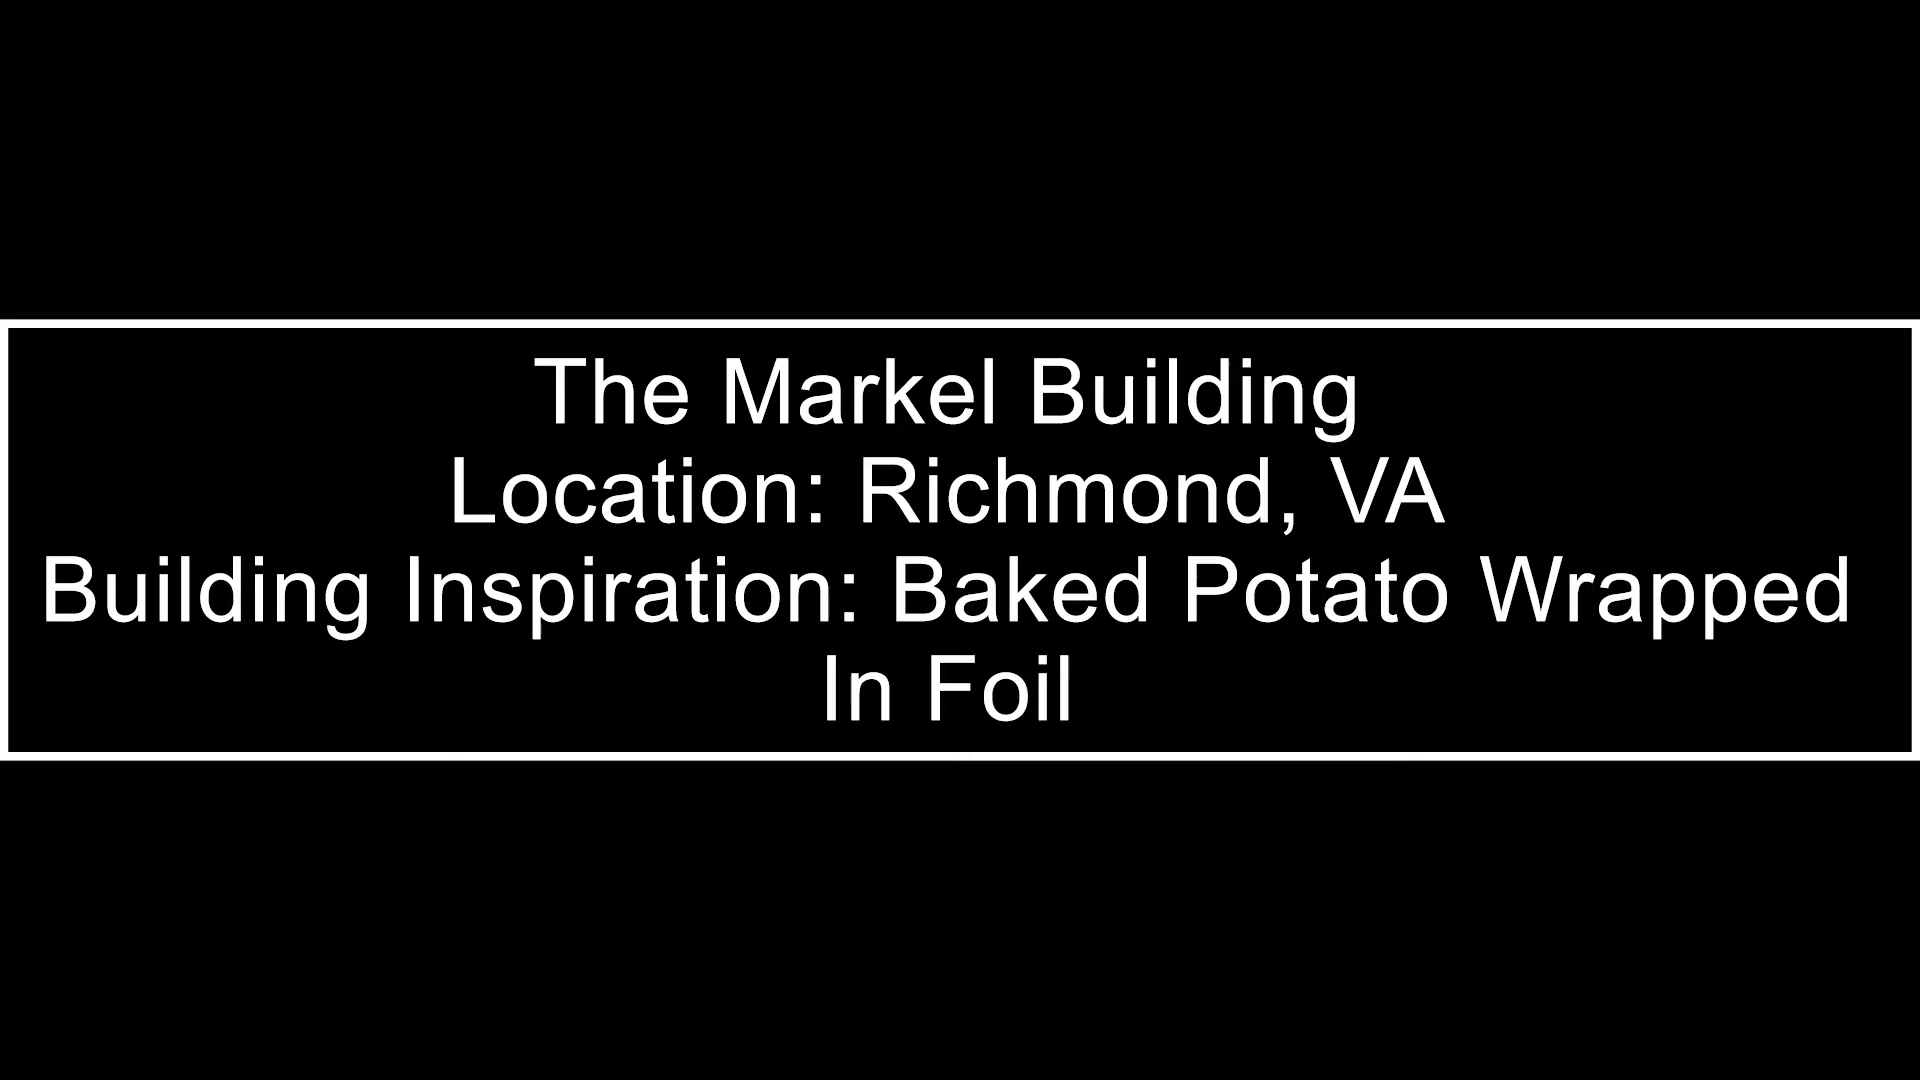 The Markel Building
Location: Richmond, VA
Building Inspiration: Baked Potato Wrapped
In Foil